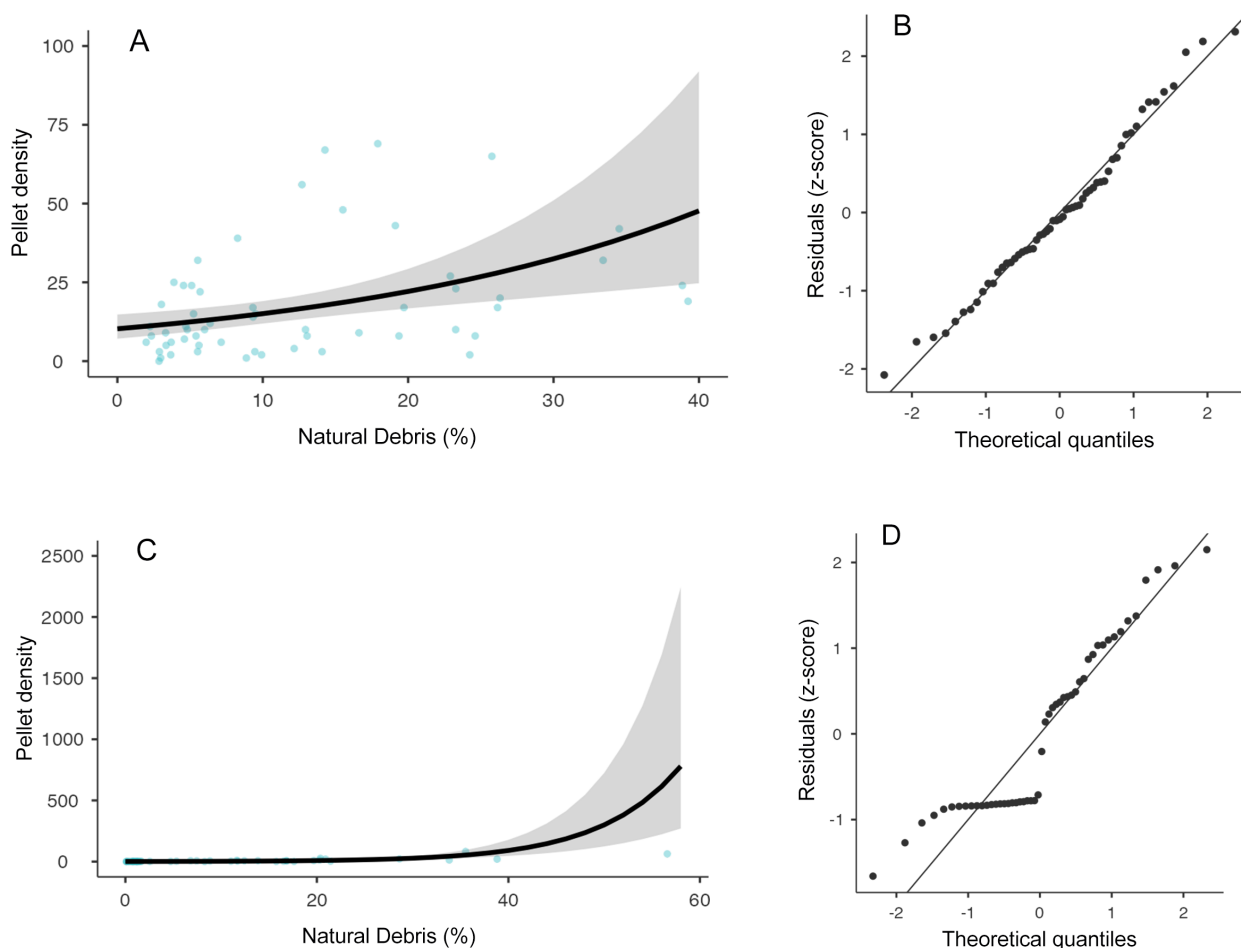 A
100
75
50
25
0
Pellet density
0 10 20 30 40
Natural Debris (%)
B
2
1
0
-1
-2
Residuals (z-score)
-2 -1 0 1 2
Theoretical quantiles
C
2500
2000
1500
1000
500
0
Pellet density
0 20 40 60
Natural Debris (%)
D
2
1
0
-1
Residuals (z-score)
-2 -1 0 1 2
Theoretical quantiles